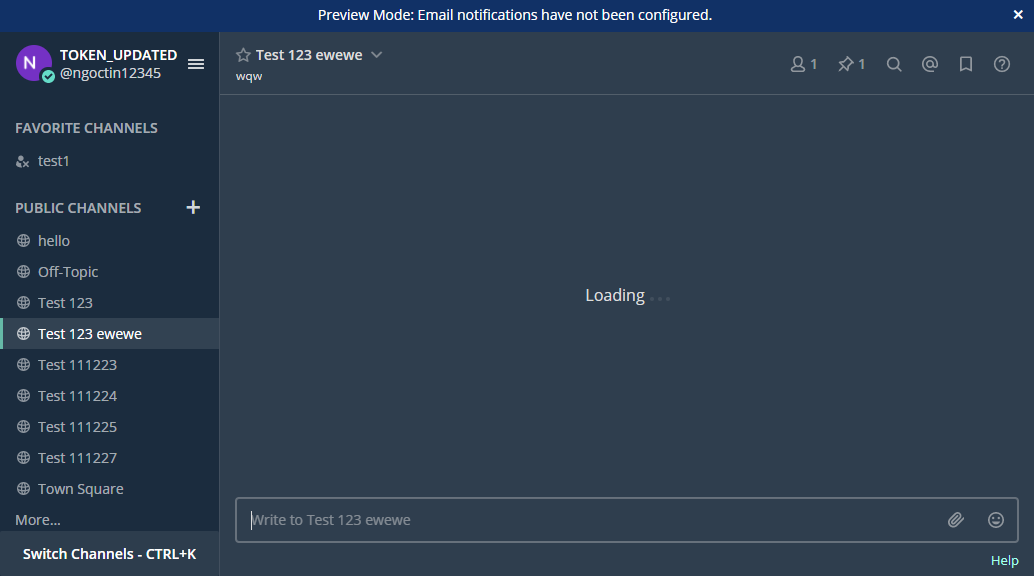 Preview Mode: Email notifications have not been configured.
N
TOKEN_UPDATED
@ngoctin12345
FAVORITE CHANNELS
test1
PUBLIC CHANNELS
hello
Off-Topic
Test 123
Test 123 ewewe
Test 111223
Test 111224
Test 111225
Test 111227
Town Square
More...
Switch Channels - CTRL+K
Test 123 ewewe
wqw
1
1
Loading...
Write to Test 123 ewewe
Help